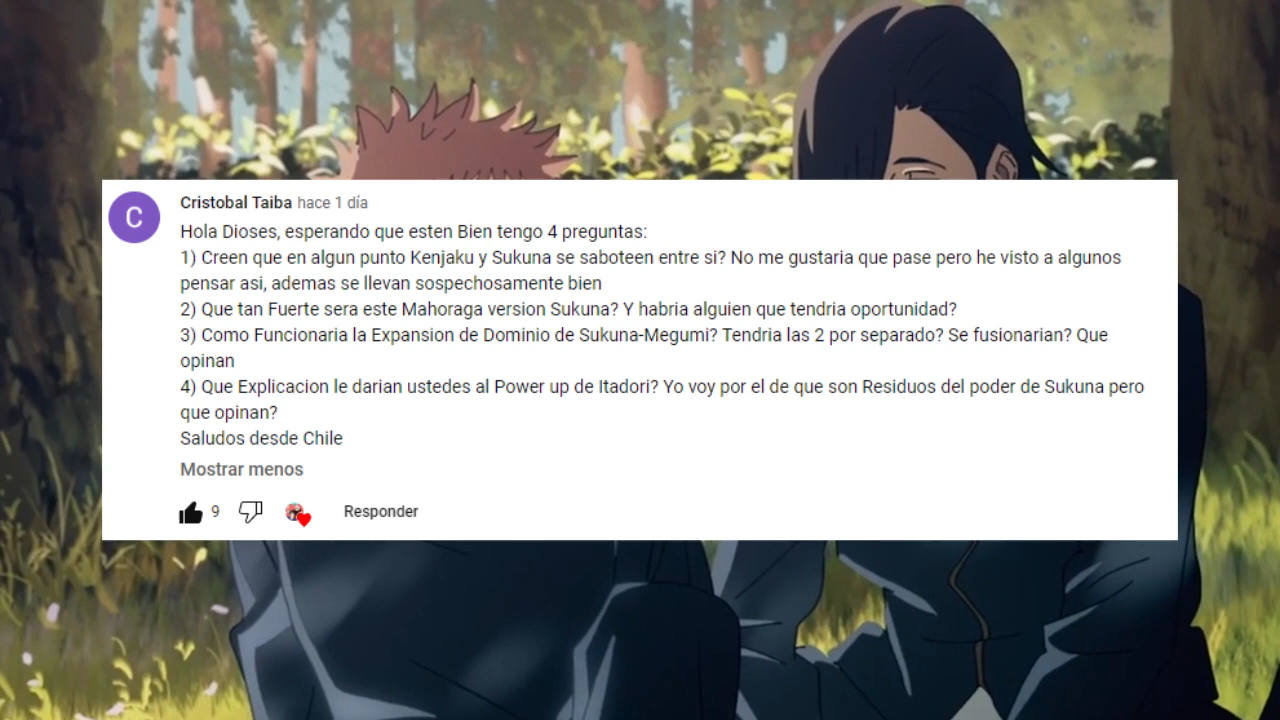 C
Cristobal Taiba hace 1 día
Hola Dioses, esperando que esten Bien tengo 4 preguntas:
1) Creen que en algun punto Kenjaku y Sukuna se saboteen entre si? No me gustaria que pase pero he visto a algunos
pensar asi, ademas se llevan sospechosamente bien
2) Que tan Fuerte sera este Mahoraga version Sukuna? Y habria alguien que tendria oportunidad?
3) Como Funcionaria la Expansion de Dominio de Sukuna-Megumi? Tendria las 2 por separado? Se fusionarian? Que
opinan
4) Que Explicacion le darian ustedes al Power up de Itadori? Yo voy por el de que son Residuos del poder de Sukuna pero
que opinan?
Saludos desde Chile
Mostrar menos
9 Responder